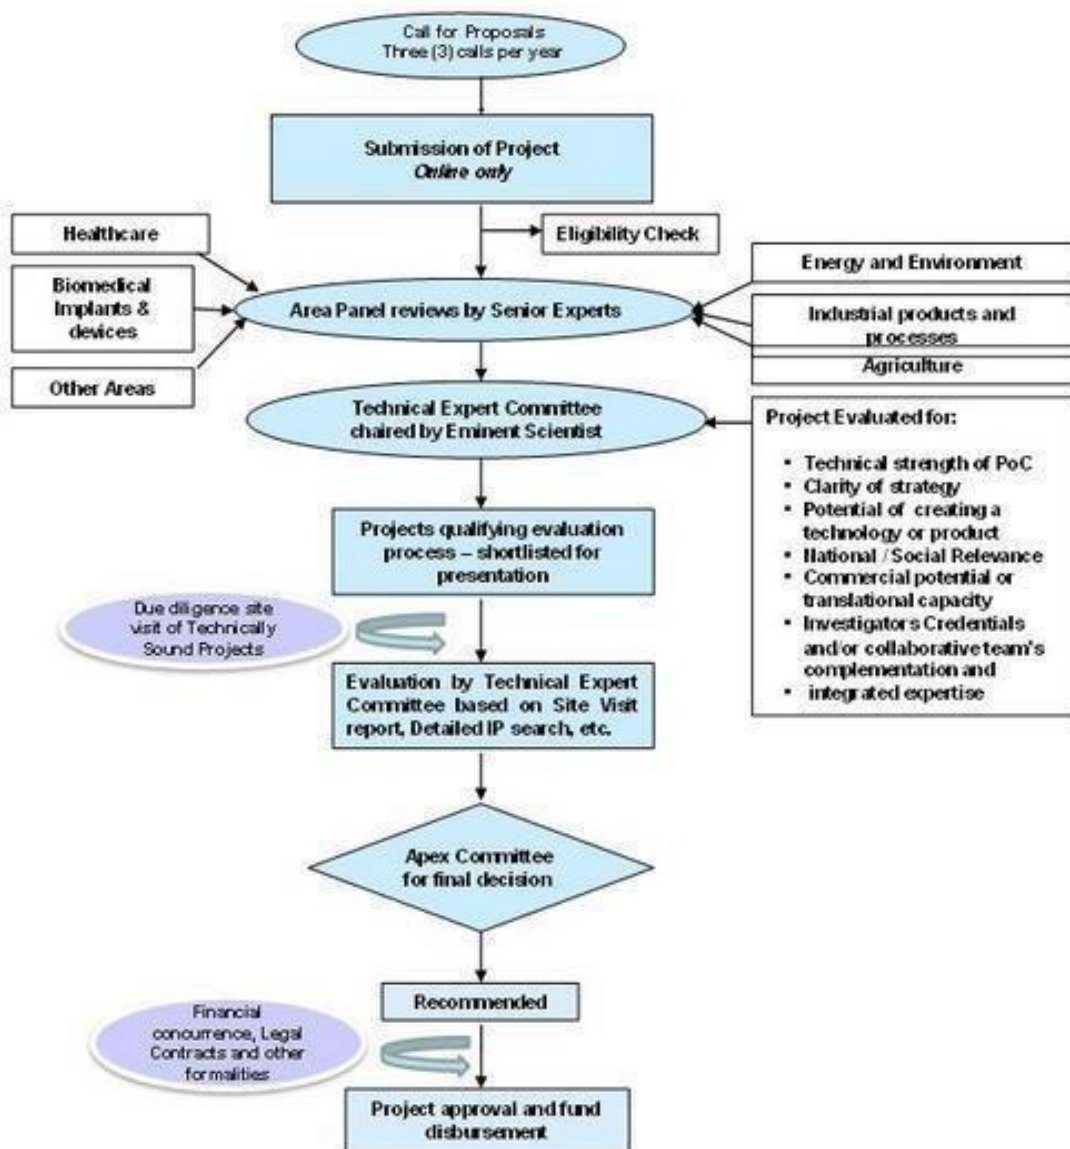 Call for Proposals
Three (3) calls per year
Submission of Project
Online only
Eligibility Check
Healthcare
Biomedical
Implants &
devices
Other Areas
Area Panel reviews by Senior Experts
Energy and Environment
Industrial products and
processes
Agriculture
Technical Expert Committee
chaired by Eminent Scientist
Project Evaluated for:
▪ Technical strength of PoC
▪ Clarity of strategy
▪ Potential of creating a
technology or product
▪ National / Social Relevance
▪ Commercial potential or
translational capacity
▪ Investigators Credentials
and/or collaborative team's
complementation and
▪ integrated expertise
Projects qualifying evaluation
process – shortlisted for
presentation
Due diligence site
visit of Technically
Sound Projects
Evaluation by Technical Expert
Committee based on Site Visit
report, Detailed IP search, etc.
Apex Committee
for final decision
Recommended
Financial
concurrence, Legal
Contracts and other
formalities
Project approval and fund
disbursement